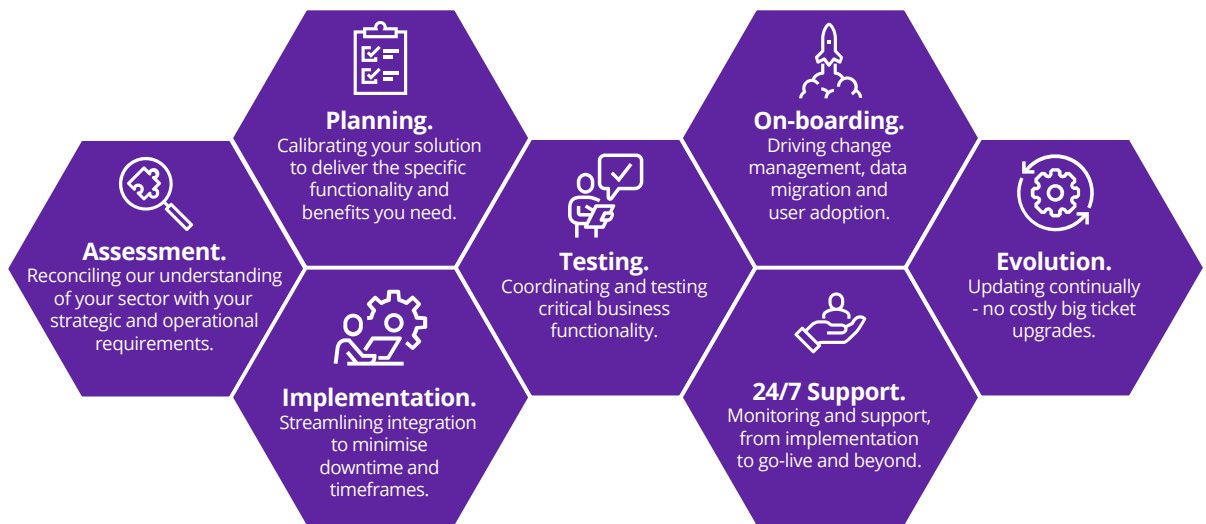 Assessment.
Reconciling our understanding
of your sector with your
strategic and operational
requirements.
Planning.
Calibrating your solution
to deliver the specific
functionality and
benefits you need.
Implementation.
Streamlining integration
to minimise
downtime and
timeframes.
Testing.
Coordinating and testing
critical business
functionality.
On-boarding.
Driving change
management, data
migration and
user adoption.
24/7 Support.
Monitoring and support,
from implementation
to go-live and beyond.
Evolution.
Updating continually
- no costly big ticket
upgrades.